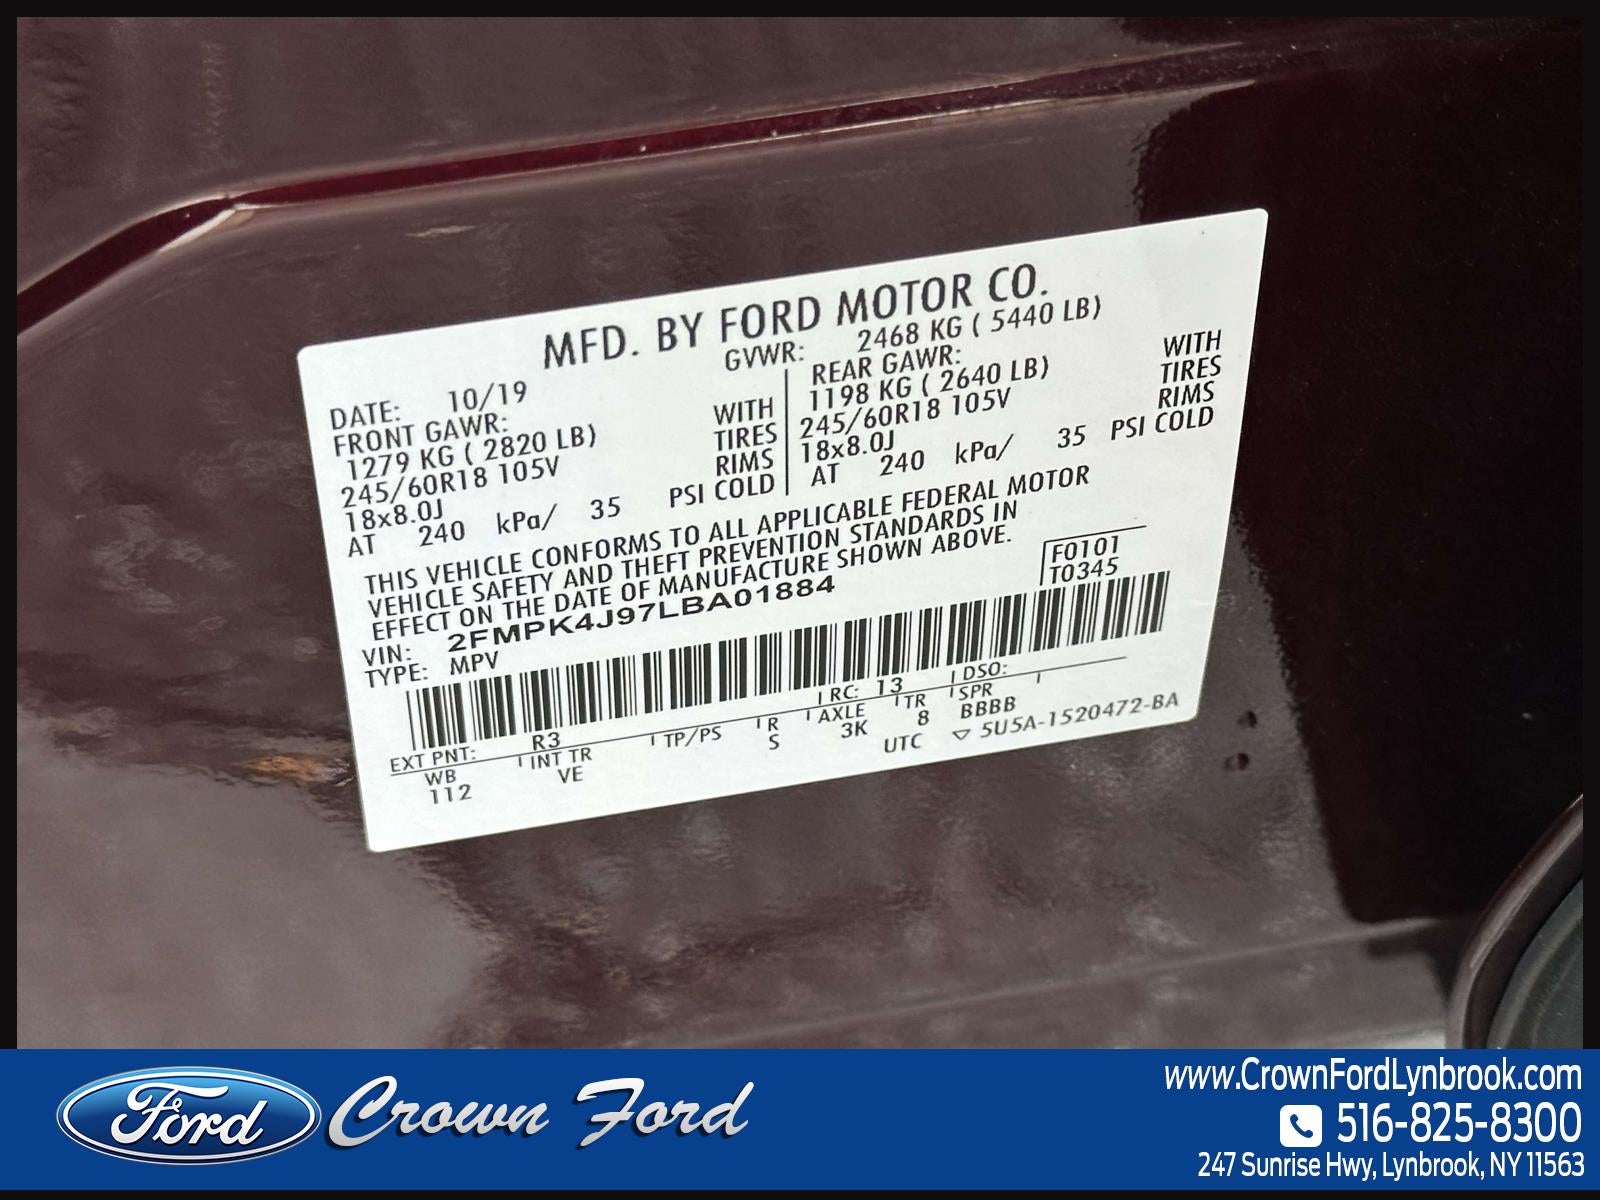 MFD. BY FORD MOTOR CO.
DATE: 10/19 GVWR: 2468 KG ( 5440 LB)
FRONT GAWR: REAR GAWR:
1279 KG ( 2820 LB) WITH 1198 KG ( 2640 LB) WITH
245/60R18 105V TIRES 245/60R18 105V TIRES
18x8.0J RIMS 18x8.0J RIMS
AT 240 kPa/ 35 PSI COLD AT 240 kPa/ 35 PSI COLD
THIS VEHICLE CONFORMS TO ALL APPLICABLE FEDERAL MOTOR
VEHICLE SAFETY AND THEFT PREVENTION STANDARDS IN
EFFECT ON THE DATE OF MANUFACTURE SHOWN ABOVE.
VIN: 2FMPK4J97LBA01884
TYPE: MPV
F0101
T0345
EXT PNT: R3 RC: 13 DSO:
WB INT TR TP/PS R AXLE TR SPR
112 VE S 3K 8 BBBB
UTC ▽ 5U5A-1520472-BA
Ford
Crown Ford
www.CrownFordLynbrook.com
516-825-8300
247 Sunrise Hwy, Lynbrook, NY 11563